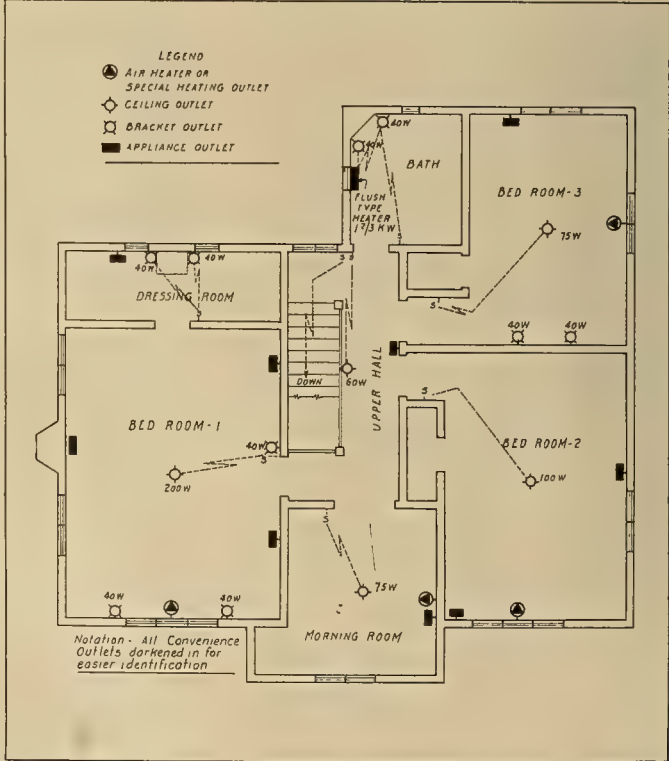 LEGEND
AIR HEATER OR
SPECIAL HEATING OUTLET
CEILING OUTLET
BRACKET OUTLET
APPLIANCE OUTLET
40W
40W
BATH
FLUSH
TYPE
HEATER
1 2/3 KW
S
BED ROOM-3
75W
S
40W
40W
40W
40W
DRESSING ROOM
S
S S
DOWN
60W
UPPER HALL
BED ROOM-1
40W
S
200W
40W
40W
S
BED ROOM-2
100W
S
75W
MORNING ROOM
Notation - All Convenience
Outlets darkened in for
easier identification